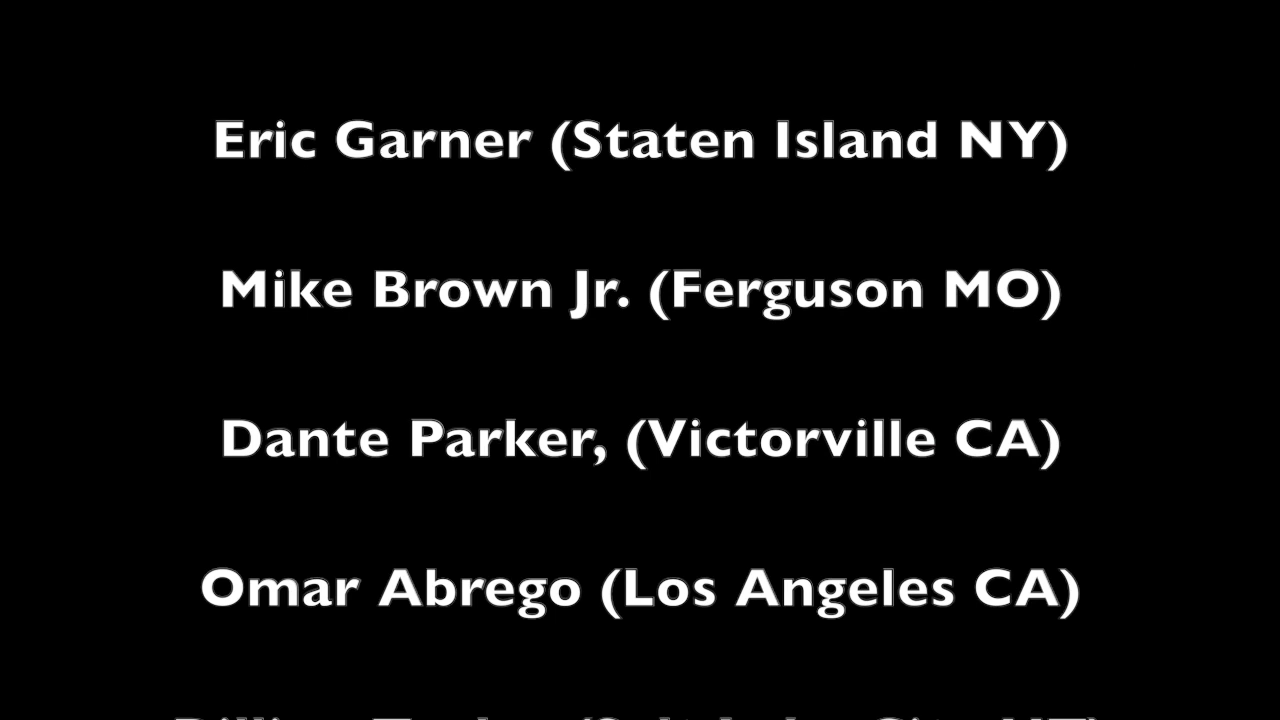 Eric Garner (Staten Island NY)
Mike Brown Jr. (Ferguson MO)
Dante Parker, (Victorville CA)
Omar Abrego (Los Angeles CA)